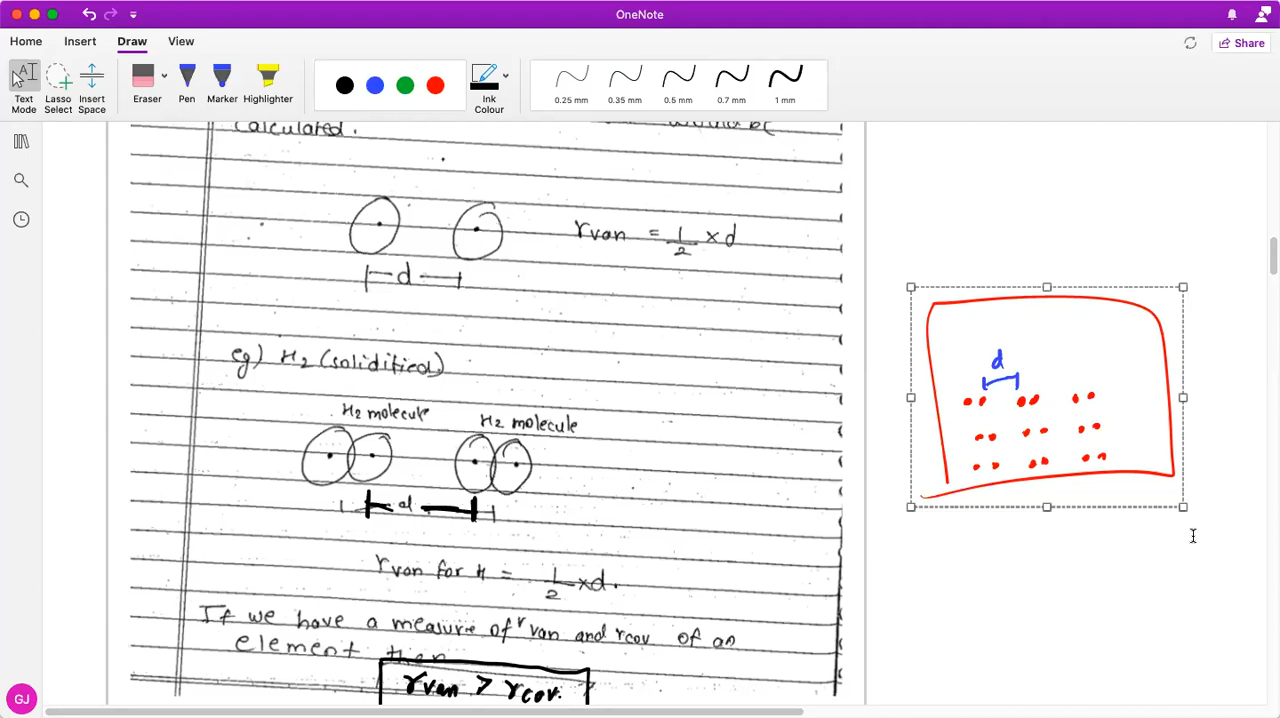 OneNote
Home Insert Draw View
Share
Text Mode
Lasso Select
Insert Space
Eraser
Pen
Marker
Highlighter
Ink Colour
0.25 mm
0.35 mm
0.5 mm
0.7 mm
1 mm
Calculated.
rvan = 1/2 × d
d
eg) H2 (solidified)
H2 molecule H2 molecule
d
d
rvan for H = 1/2 × d.
If we have a measure of rvan and rcov of an
element then
rvan > rcov.
GJ